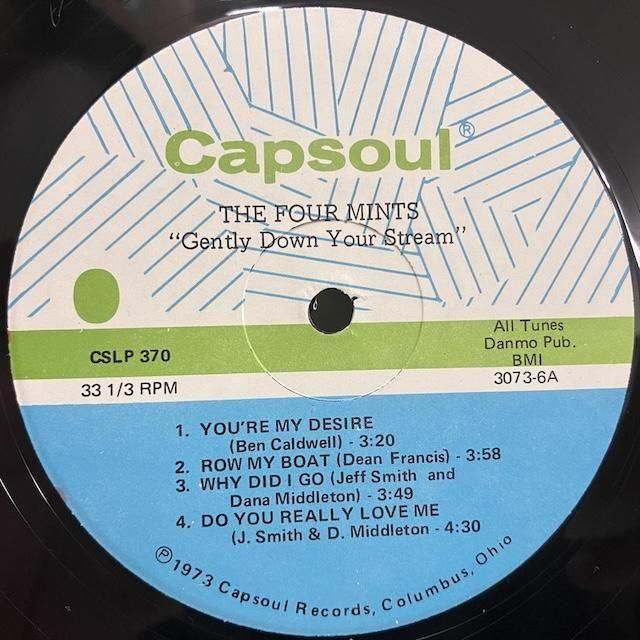 Capsoul®
THE FOUR MINTS
"Gently Down Your Stream"
CSLP 370
33 1/3 RPM
All Tunes
Danmo Pub.
BMI
3073-6A
1. YOU'RE MY DESIRE
(Ben Caldwell) - 3:20
2. ROW MY BOAT (Dean Francis) - 3:58
3. WHY DID I GO (Jeff Smith and
Dana Middleton) - 3:49
4. DO YOU REALLY LOVE ME
(J. Smith & D. Middleton - 4:30
℗1973 Capsoul Records, Columbus, Ohio